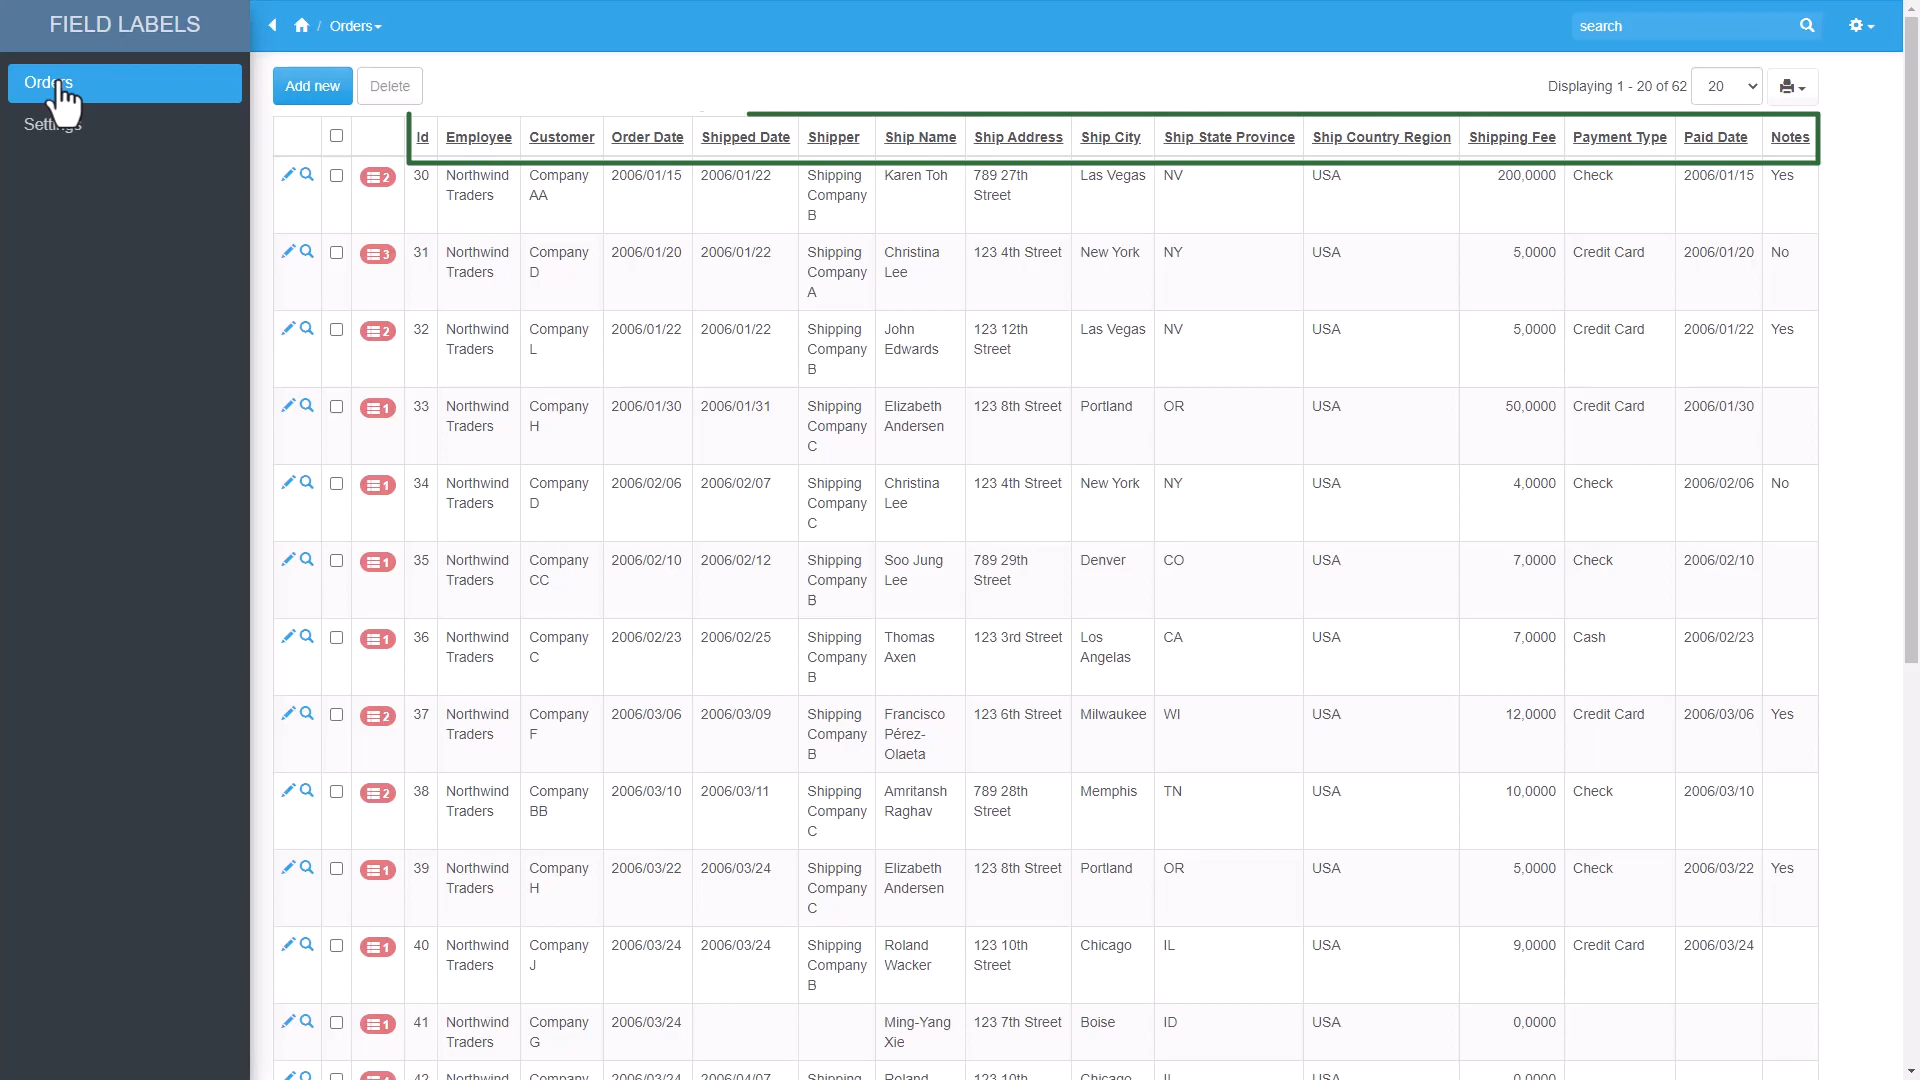 FIELD LABELS
/ Orders
search
Orders
Settings
Add new
Delete
Displaying 1 - 20 of 62
20
Id Employee Customer Order Date Shipped Date Shipper Ship Name Ship Address Ship City Ship State Province Ship Country Region Shipping Fee Payment Type Paid Date Notes
2 30 Northwind Company 2006/01/15 2006/01/22 Shipping Karen Toh 789 27th Las Vegas NV USA 200,0000 Check 2006/01/15 Yes
Traders AA Company Street
B
3 31 Northwind Company 2006/01/20 2006/01/22 Shipping Christina 123 4th Street New York NY USA 5,0000 Credit Card 2006/01/20 No
Traders D Company Lee
A
2 32 Northwind Company 2006/01/22 2006/01/22 Shipping John 123 12th Las Vegas NV USA 5,0000 Credit Card 2006/01/22 Yes
Traders L Company Edwards Street
B
1 33 Northwind Company 2006/01/30 2006/01/31 Shipping Elizabeth 123 8th Street Portland OR USA 50,0000 Credit Card 2006/01/30
Traders H Company Andersen
C
1 34 Northwind Company 2006/02/06 2006/02/07 Shipping Christina 123 4th Street New York NY USA 4,0000 Check 2006/02/06 No
Traders D Company Lee
C
1 35 Northwind Company 2006/02/10 2006/02/12 Shipping Soo Jung 789 29th Denver CO USA 7,0000 Check 2006/02/10
Traders CC Company Lee Street
B
1 36 Northwind Company 2006/02/23 2006/02/25 Shipping Thomas 123 3rd Street Los CA USA 7,0000 Cash 2006/02/23
Traders C Company Axen Angelas
B
2 37 Northwind Company 2006/03/06 2006/03/09 Shipping Francisco 123 6th Street Milwaukee WI USA 12,0000 Credit Card 2006/03/06 Yes
Traders F Company Pérez-
B Olaeta
2 38 Northwind Company 2006/03/10 2006/03/11 Shipping Amritansh 789 28th Memphis TN USA 10,0000 Check 2006/03/10
Traders BB Company Raghav Street
C
1 39 Northwind Company 2006/03/22 2006/03/24 Shipping Elizabeth 123 8th Street Portland OR USA 5,0000 Check 2006/03/22 Yes
Traders H Company Andersen
C
1 40 Northwind Company 2006/03/24 2006/03/24 Shipping Roland 123 10th Chicago IL USA 9,0000 Credit Card 2006/03/24
Traders J Company Wacker Street
B
1 41 Northwind Company 2006/03/24 Ming-Yang 123 7th Street Boise ID USA 0,0000
Traders G Xie
42 Northwind Company 2006/03/24 2006/04/07 Shipping Roland 123 10th Chicago IL USA 0,0000